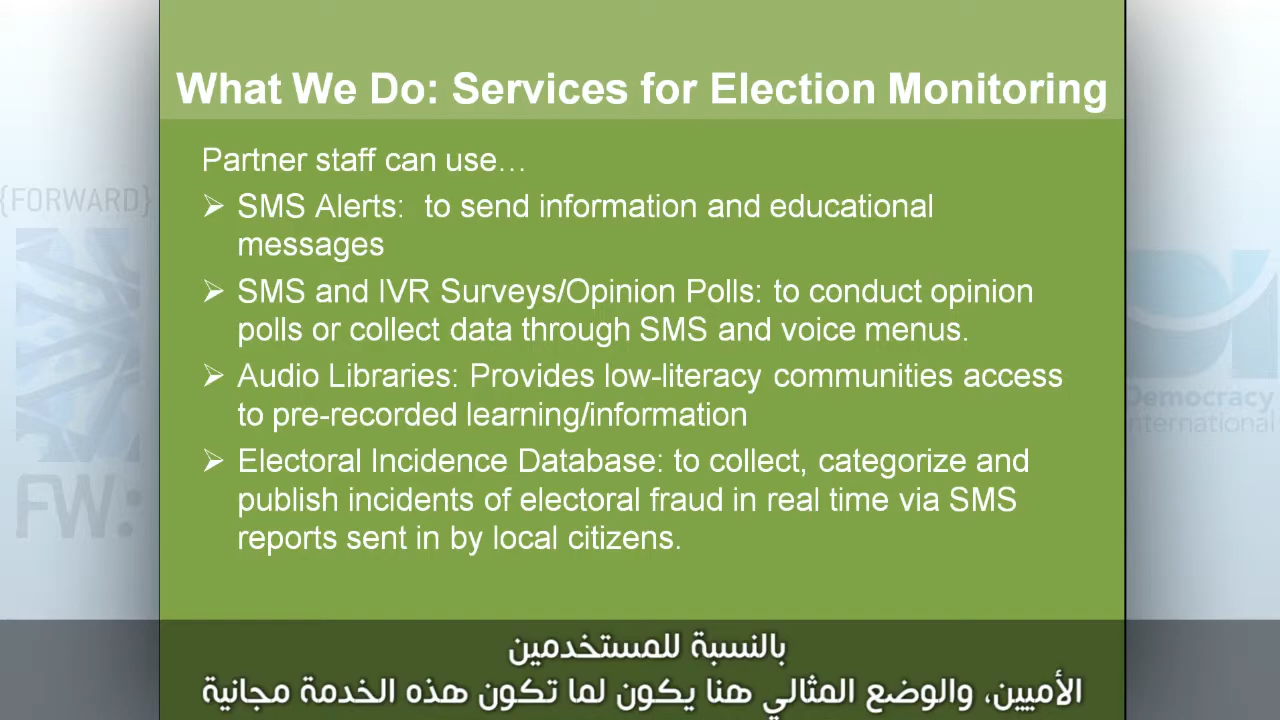 What We Do: Services for Election Monitoring
Partner staff can use…
➢ SMS Alerts: to send information and educational
messages
➢ SMS and IVR Surveys/Opinion Polls: to conduct opinion
polls or collect data through SMS and voice menus.
➢ Audio Libraries: Provides low-literacy communities access
to pre-recorded learning/information
➢ Electoral Incidence Database: to collect, categorize and
publish incidents of electoral fraud in real time via SMS
reports sent in by local citizens.
{FORWARD}
FW:
DI
Democracy
International
بالنسبة للمستخدمين
الأميين، والوضع المثالي هنا يكون لما تكون هذه الخدمة مجانية